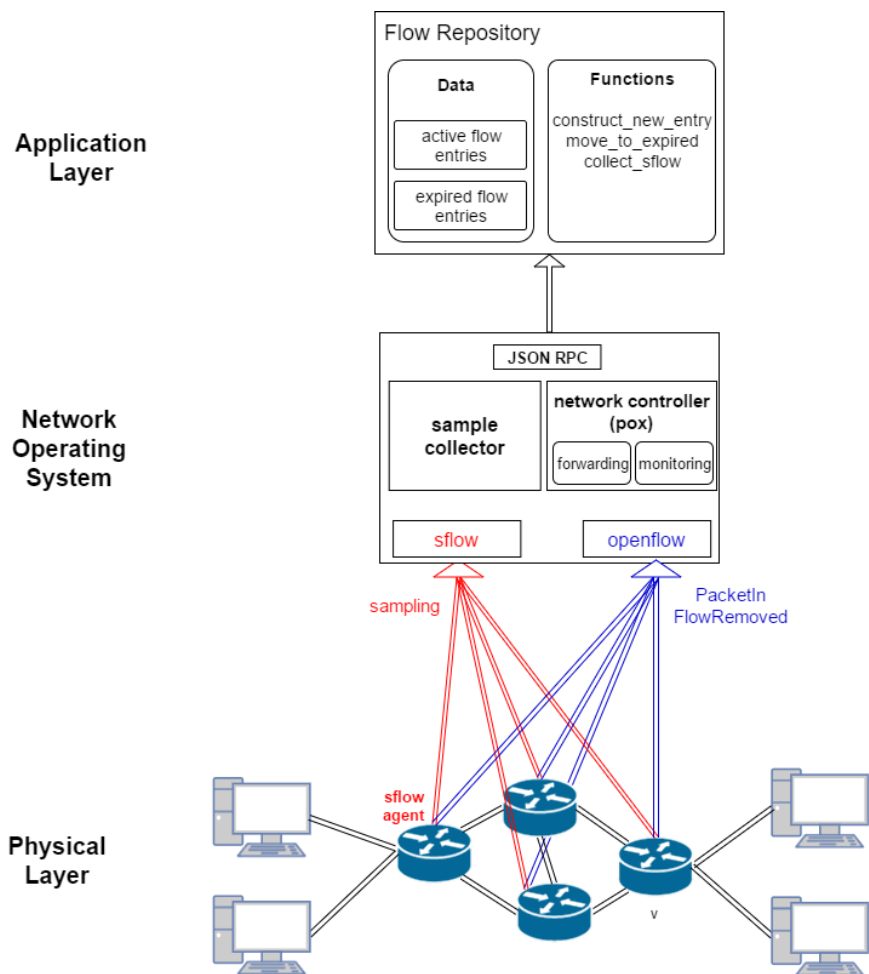 Flow Repository
Data
active flow
entries
expired flow
entries
Functions
construct_new_entry
move_to_expired
collect_sflow
Application
Layer
JSON RPC
sample
collector
network controller
(pox)
forwarding
monitoring
Network
Operating
System
sflow
openflow
sampling
PacketIn
FlowRemoved
sflow
agent
Physical
Layer
v